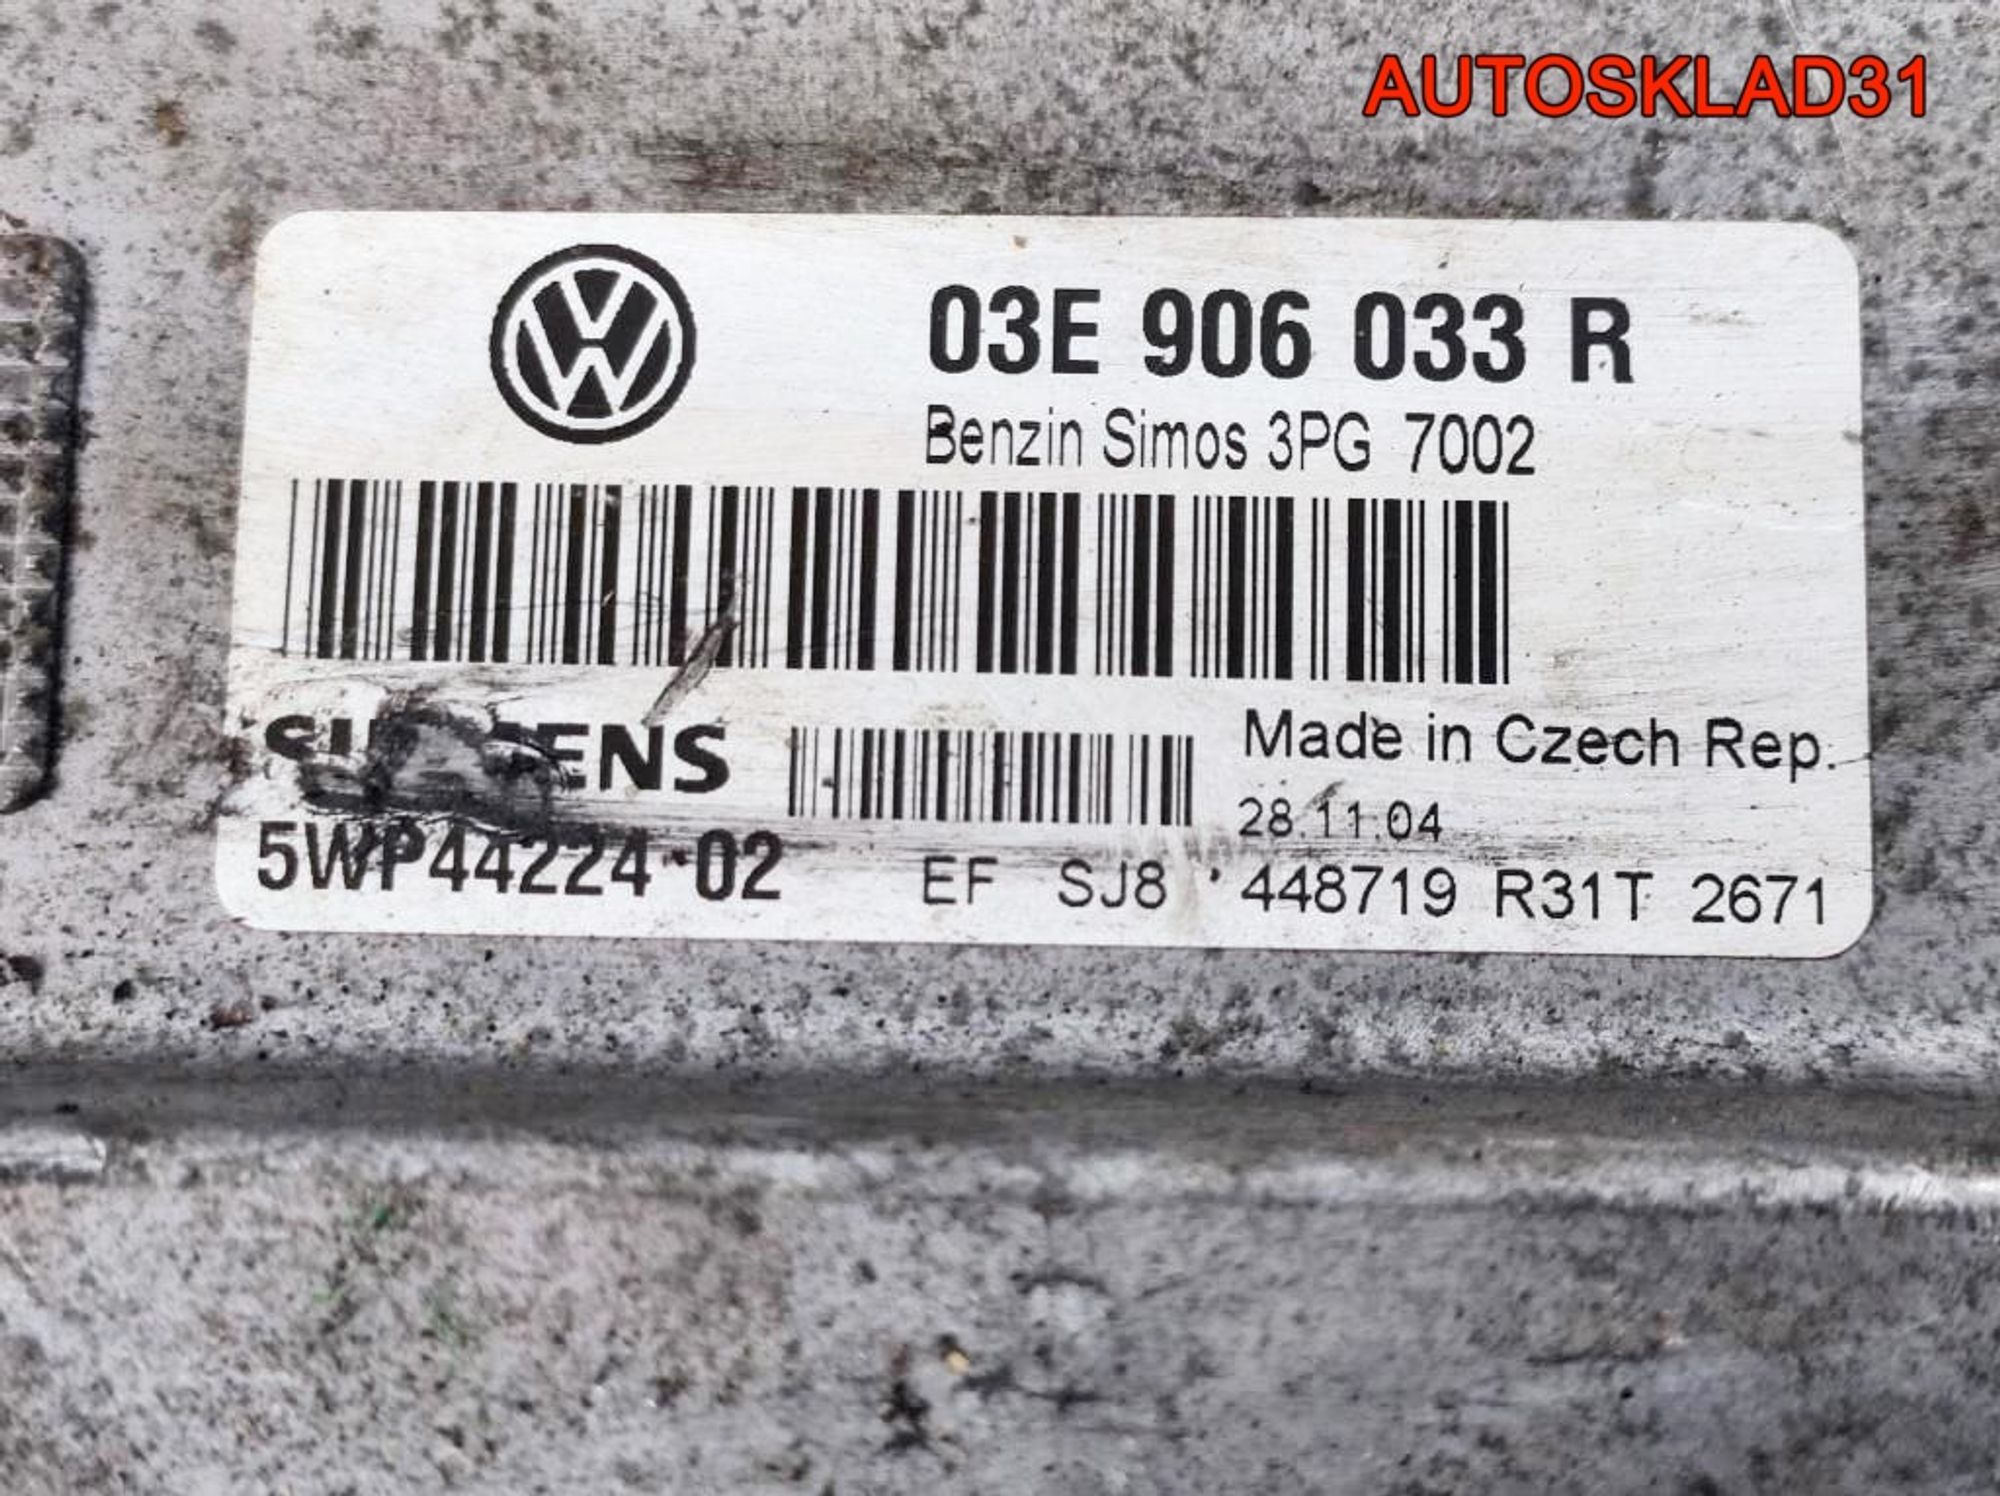 AUTOSKLAD31
03E 906 033 R
Benzin Simos 3PG 7002
SIEMENS
Made in Czech Rep.
28.11.04
5WP44224 02 EF SJ8 448719 R31T 2671